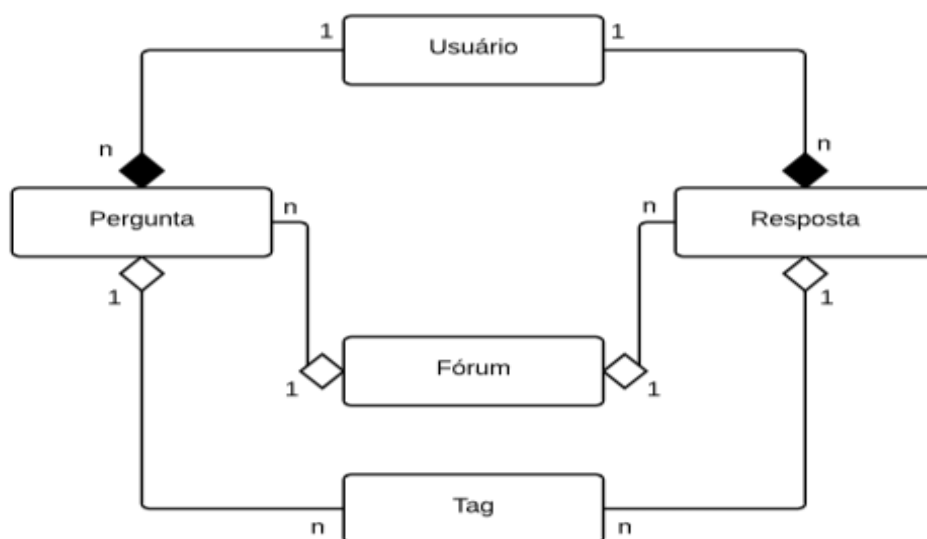 1 Usuário 1
n n
Pergunta n n Resposta
1 1
Fórum
1 1
Tag
n n